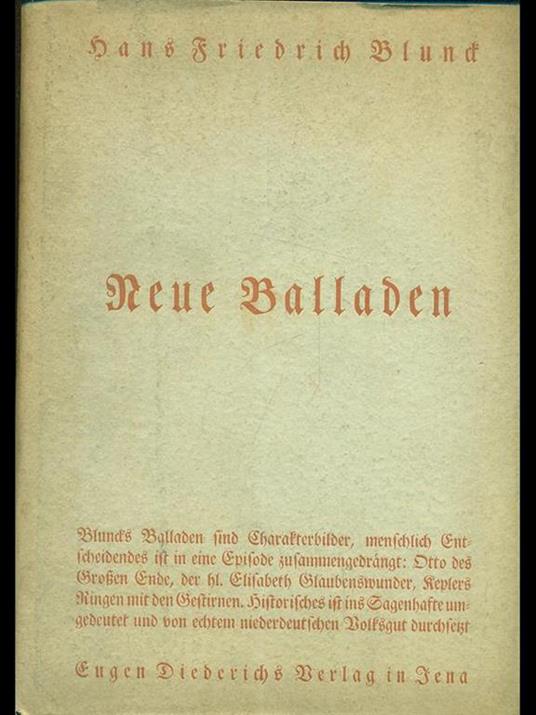 Hans Friedrich Blunck
Neue Balladen
Bluncks Balladen sind Charakterbilder, menschlich Ent-
scheidendes ist in eine Episode zusammengedrängt: Otto des
Großen Ende, der hl. Elisabeth Glaubenswunder, Keplers
Ringen mit den Gestirnen. Historisches ist ins Sagenhafte um-
gedeutet und von echtem niederdeutschen Volksgut durchsetzt
Eugen Diederichs Verlag in Jena